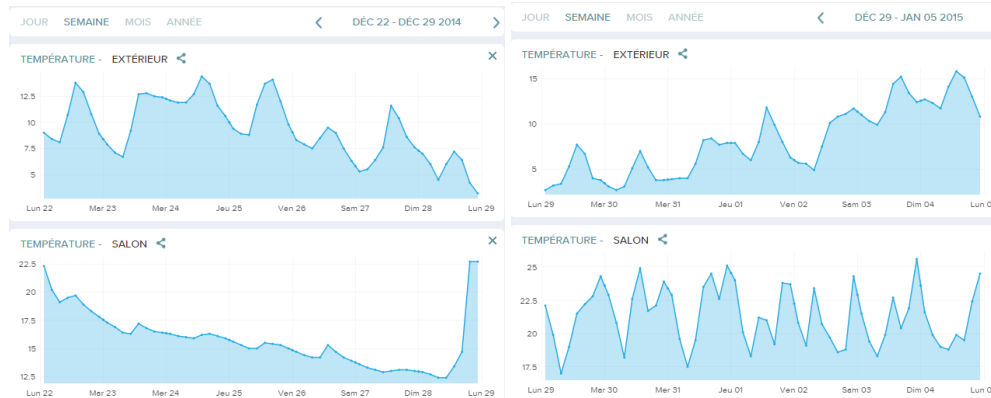 JOUR SEMAINE MOIS ANNÉE DÉC 22 - DÉC 29 2014
TEMPÉRATURE - EXTÉRIEUR
12.5
10
7.5
5
Lun 22 Mar 23 Mer 24 Jeu 25 Ven 26 Sam 27 Dim 28 Lun 29
TEMPÉRATURE - SALON
22.5
20
17.5
15
12.5
Lun 22 Mar 23 Mer 24 Jeu 25 Ven 26 Sam 27 Dim 28 Lun 29
JOUR SEMAINE MOIS ANNÉE DÉC 29 - JAN 05 2015
TEMPÉRATURE - EXTÉRIEUR
15
10
5
Lun 29 Mar 30 Mer 31 Jeu 01 Ven 02 Sam 03 Dim 04 Lun 0
TEMPÉRATURE - SALON
25
22.5
20
17.5
Lun 29 Mar 30 Mer 31 Jeu 01 Ven 02 Sam 03 Dim 04 Lun 0